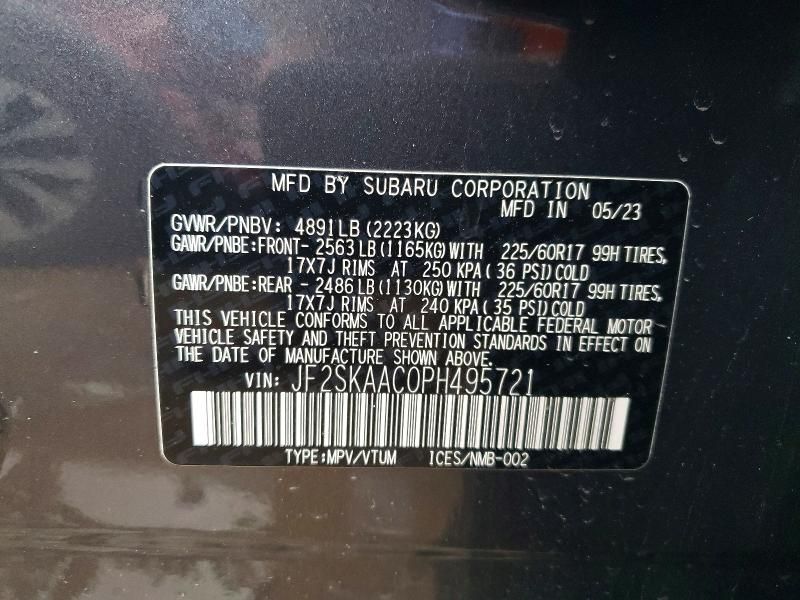 MFD BY SUBARU CORPORATION
MFD IN 05/23
GVWR/PNBV: 4891LB (2223KG)
GAWR/PNBE:FRONT- 2563LB (1165KG) WITH 225/60R17 99H TIRES,
17X7J RIMS AT 250 KPA( 36 PSI) COLD
GAWR/PNBE:REAR - 2486LB (1130KG) WITH 225/60R17 99H TIRES,
17X7J RIMS AT 240 KPA( 35 PSI) COLD
THIS VEHICLE CONFORMS TO ALL APPLICABLE FEDERAL MOTOR
VEHICLE SAFETY AND THEFT PREVENTION STANDARDS IN EFFECT ON
THE DATE OF MANUFACTURE SHOWN ABOVE.
VIN: JF2SKAAC0PH495721
TYPE:MPV/VTUM ICES/NMB-002